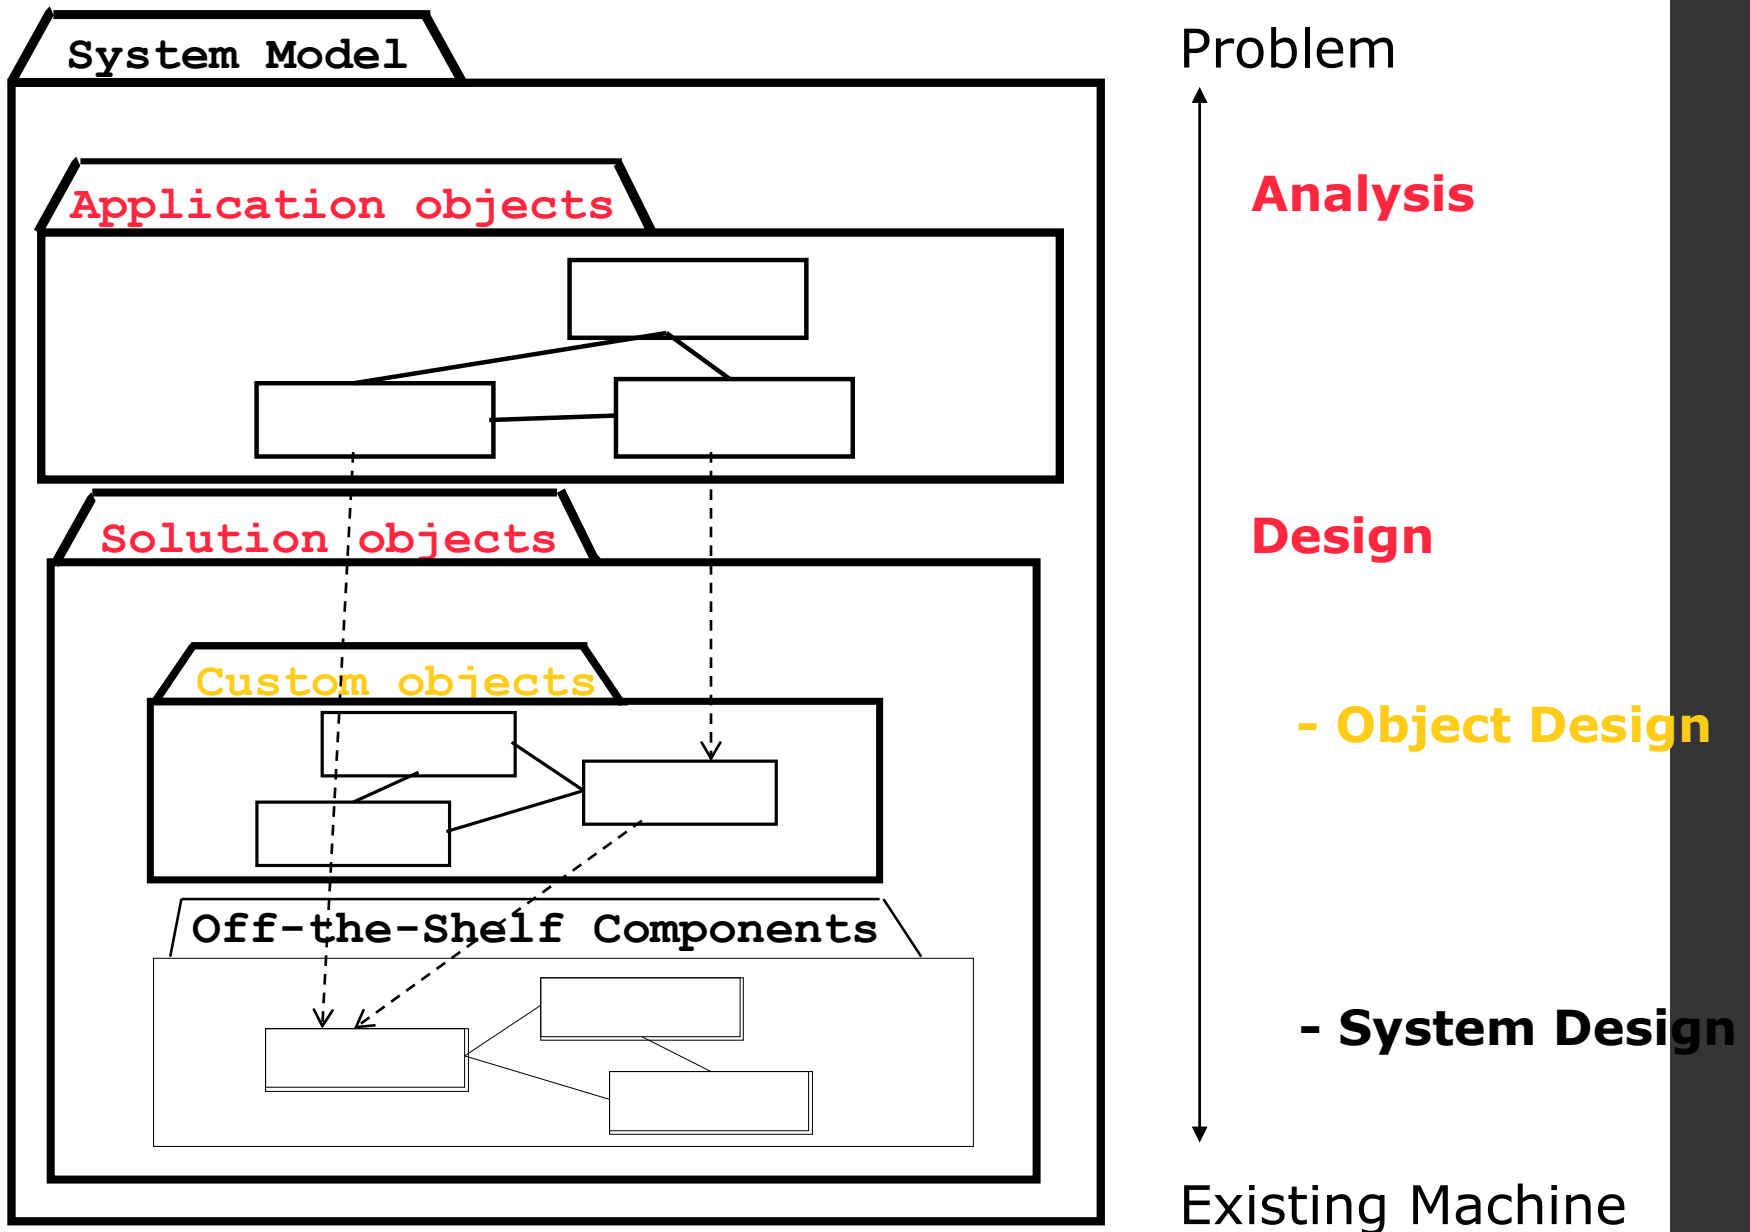 System Model
Problem
Application objects
Analysis
Solution objects
Design
Custom objects
- Object Design
Off-the-Shelf Components
- System Design
Existing Machine